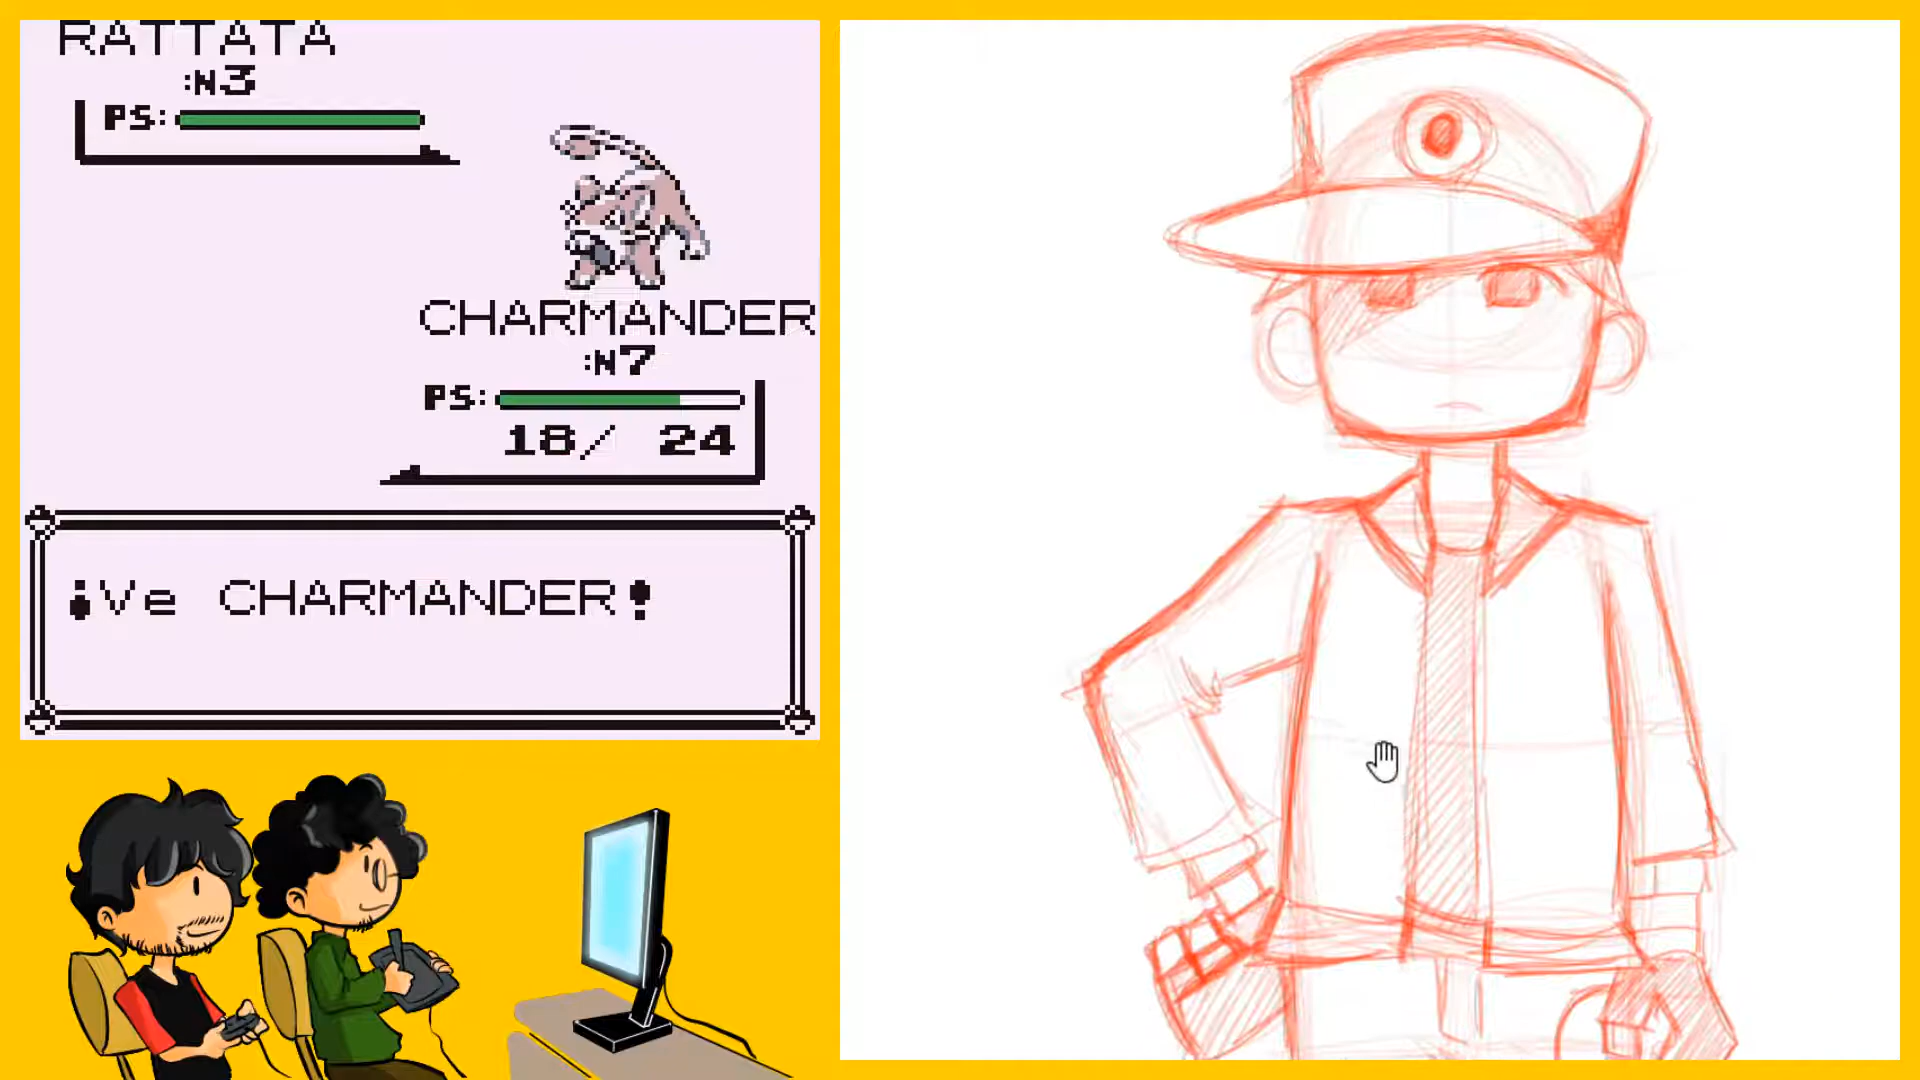 RATTATA
:N3
PS:
CHARMANDER
:N7
PS:
18/ 24
¡Ve CHARMANDER!